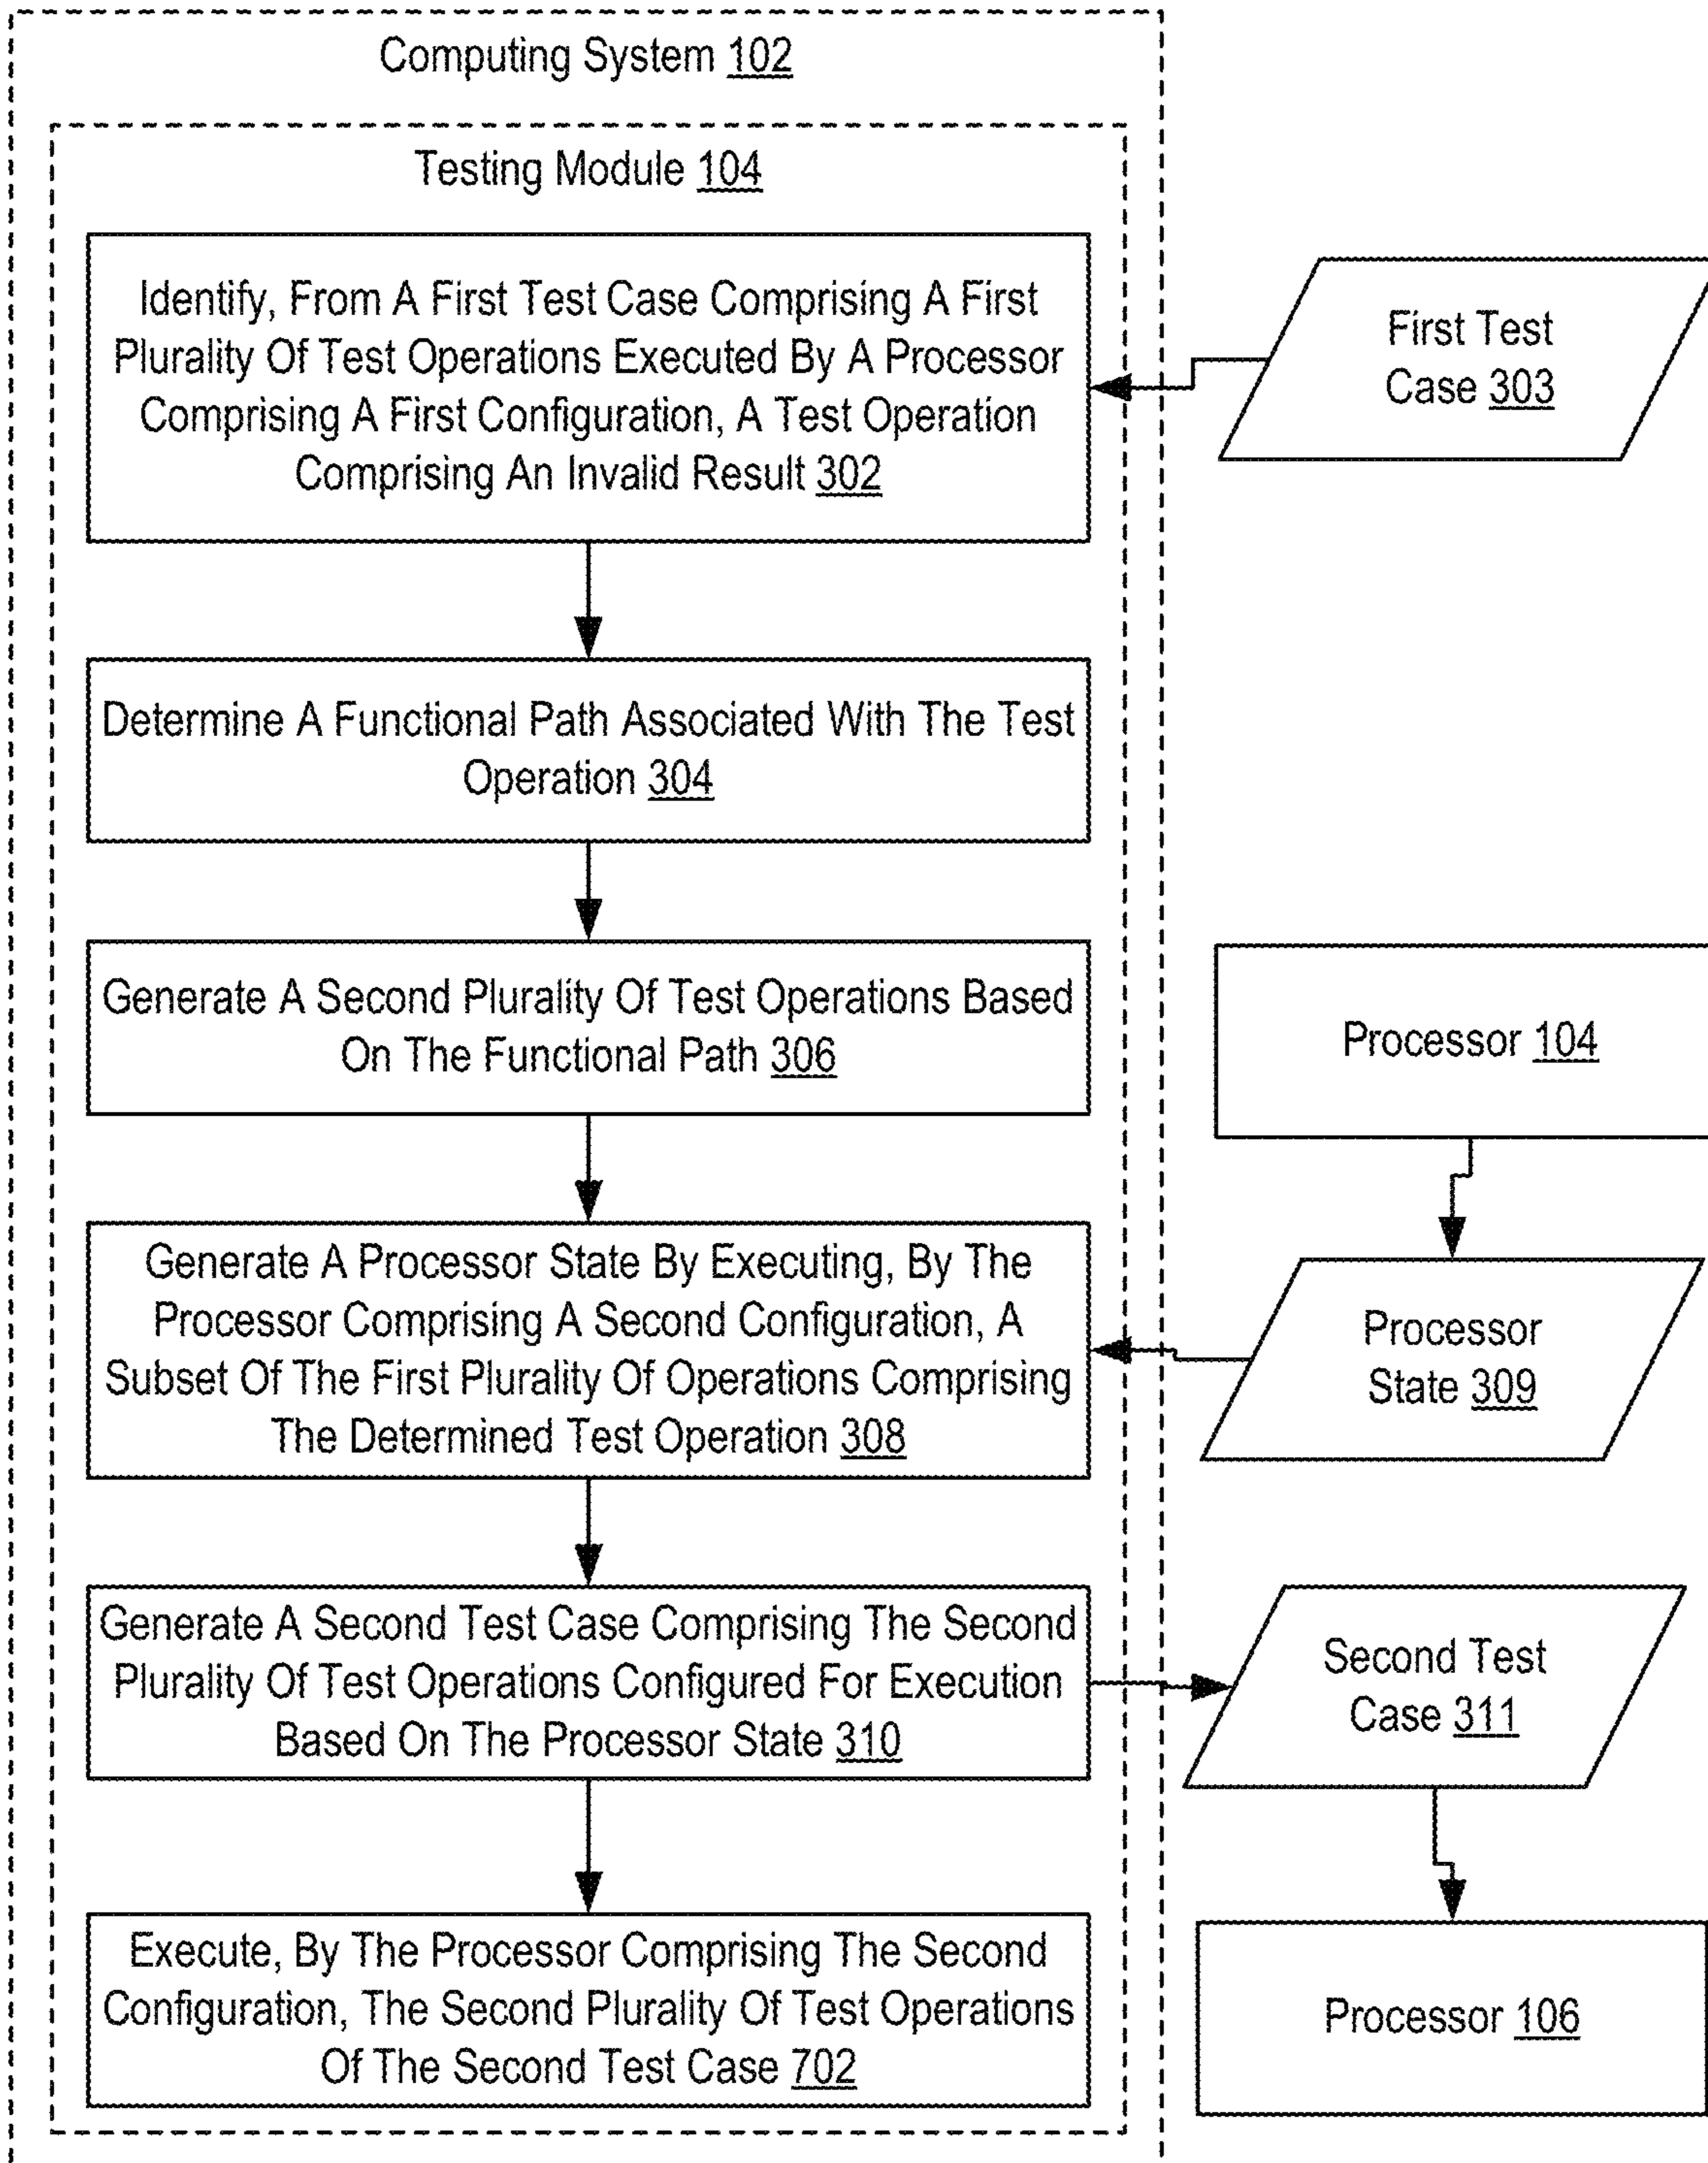 Computing System 102
Testing Module 104
Identify, From A First Test Case Comprising A First
Plurality Of Test Operations Executed By A Processor
Comprising A First Configuration, A Test Operation
Comprising An Invalid Result 302
First Test
Case 303
Determine A Functional Path Associated With The Test
Operation 304
Generate A Second Plurality Of Test Operations Based
On The Functional Path 306
Processor 104
Generate A Processor State By Executing, By The
Processor Comprising A Second Configuration, A
Subset Of The First Plurality Of Operations Comprising
The Determined Test Operation 308
Processor
State 309
Generate A Second Test Case Comprising The Second
Plurality Of Test Operations Configured For Execution
Based On The Processor State 310
Second Test
Case 311
Execute, By The Processor Comprising The Second
Configuration, The Second Plurality Of Test Operations
Of The Second Test Case 702
Processor 106